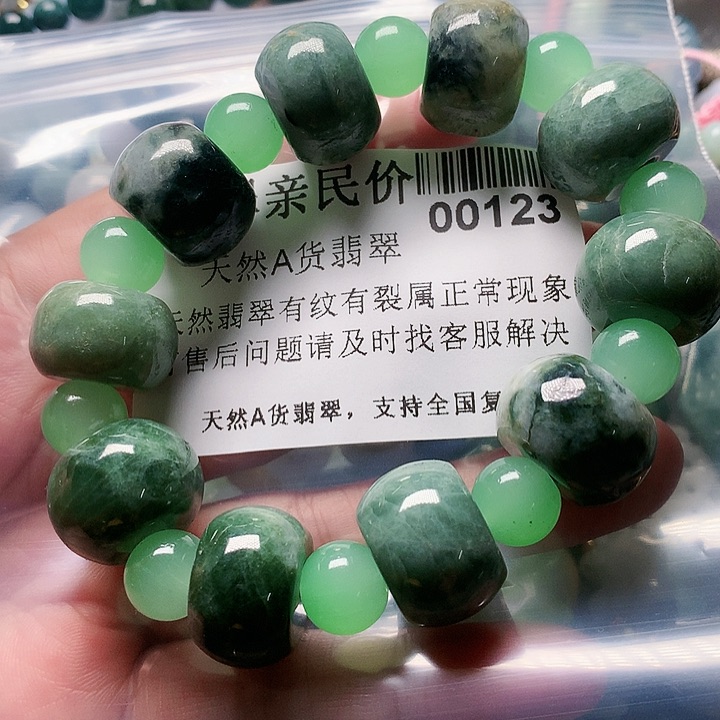 亲民价
00123
天然A货翡翠
天然翡翠有纹有裂属正常现象
售后问题请及时找客服解决
天然A货翡翠，支持全国复